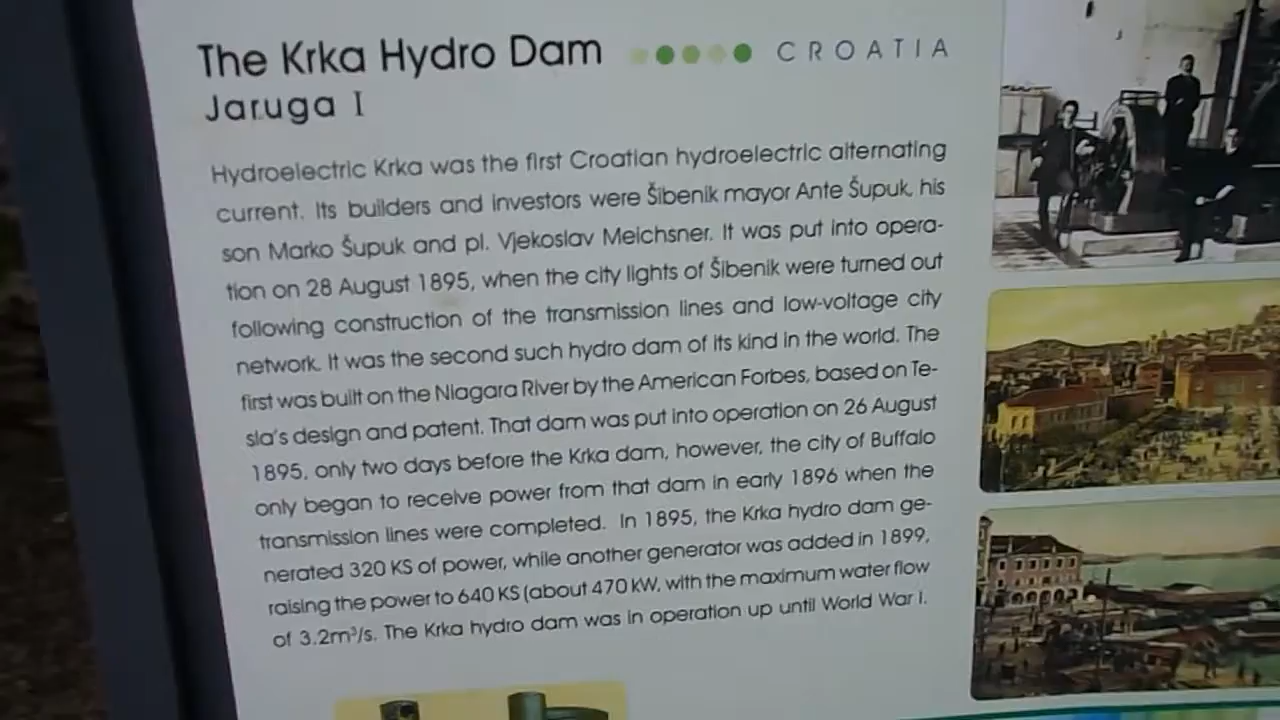 The Krka Hydro Dam CROATIA
Jaruga I
Hydroelectric Krka was the first Croatian hydroelectric alternating
current. Its builders and investors were Šibenik mayor Ante Šupuk, his
son Marko Šupuk and pl. Vjekoslav Meichsner. It was put into opera-
tion on 28 August 1895, when the city lights of Šibenik were turned out
following construction of the transmission lines and low-voltage city
network. It was the second such hydro dam of its kind in the world. The
first was built on the Niagara River by the American Forbes, based on Te-
sla's design and patent. That dam was put into operation on 26 August
1895, only two days before the Krka dam, however, the city of Buffalo
only began to receive power from that dam in early 1896 when the
transmission lines were completed. In 1895, the Krka hydro dam ge-
nerated 320 KS of power, while another generator was added in 1899,
raising the power to 640 KS (about 470 kW, with the maximum water flow
of 3.2m³/s. The Krka hydro dam was in operation up until World War I.